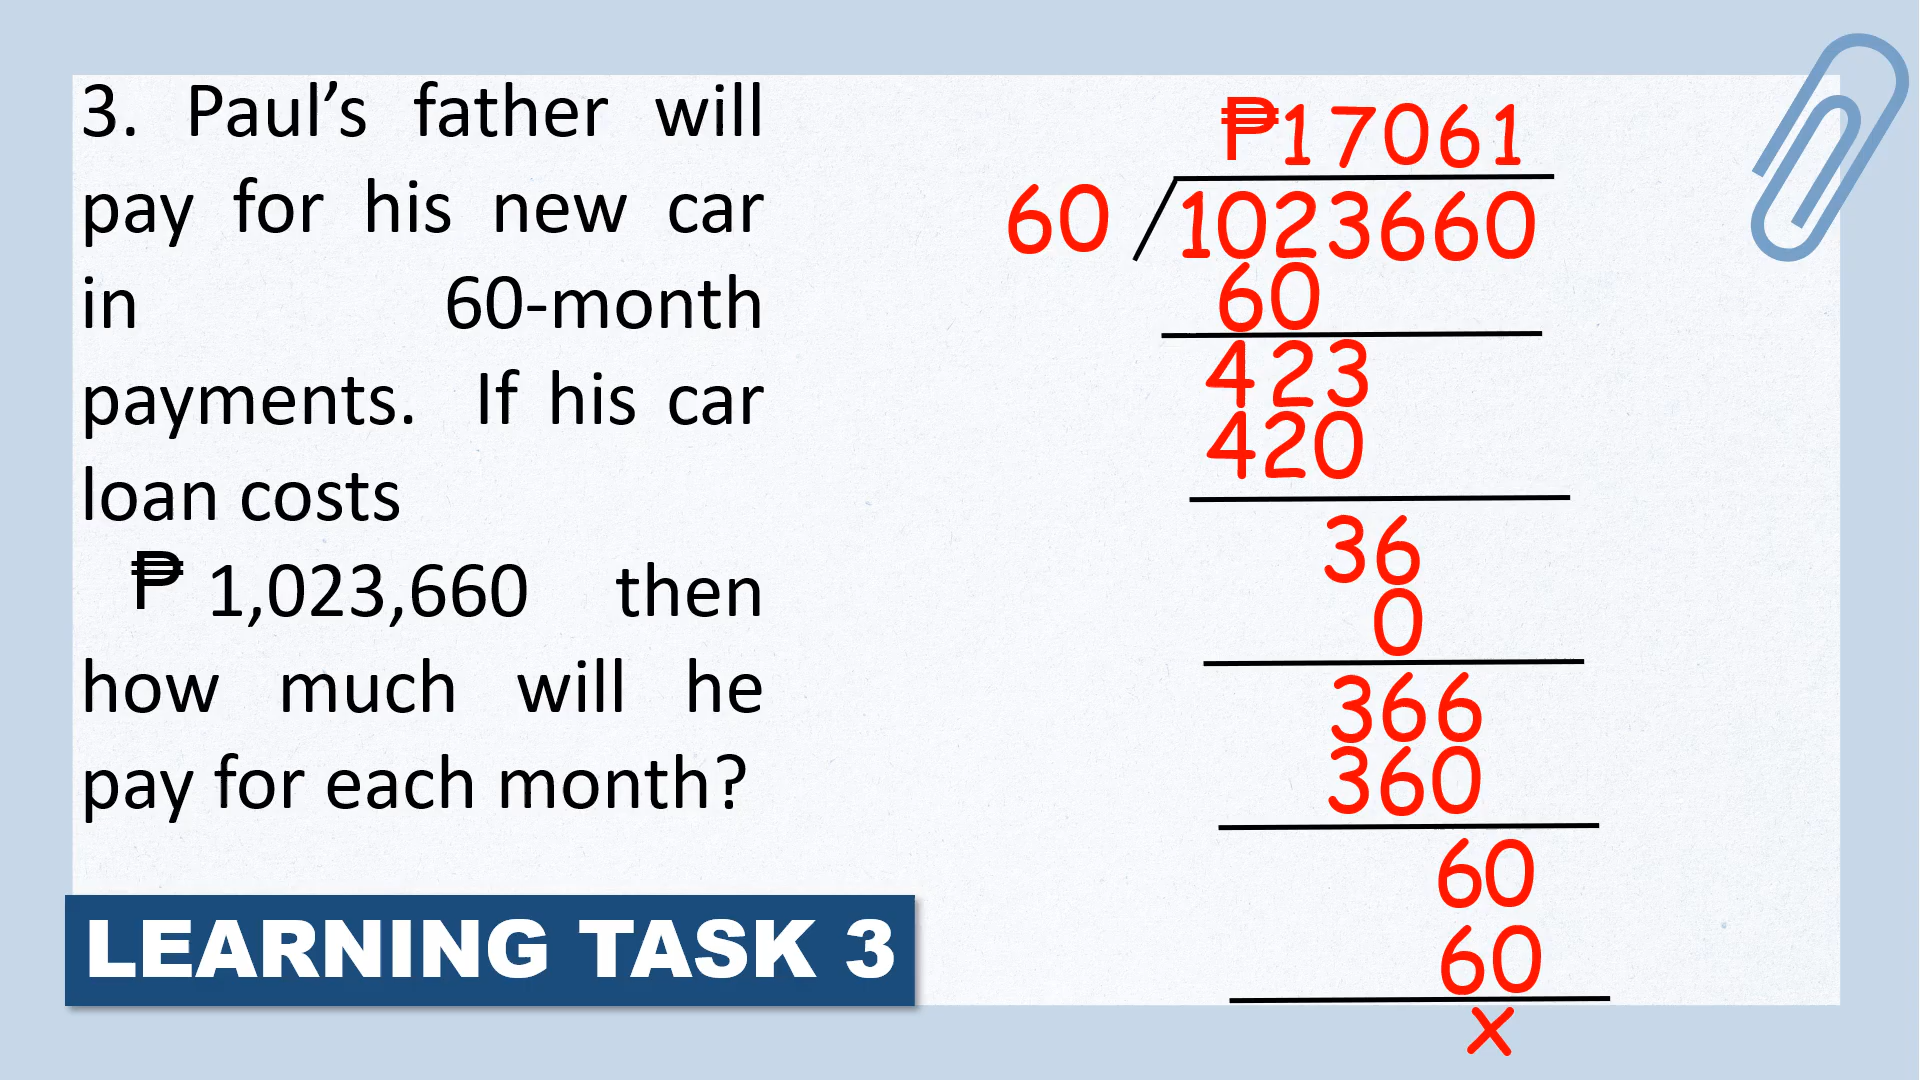 3. Paul’s father will
pay for his new car
in 60-month
payments. If his car
loan costs
₱ 1,023,660 then
how much will he
pay for each month?
LEARNING TASK 3
₱17061
60 1023660
60
423
420
36
0
366
360
60
60
x